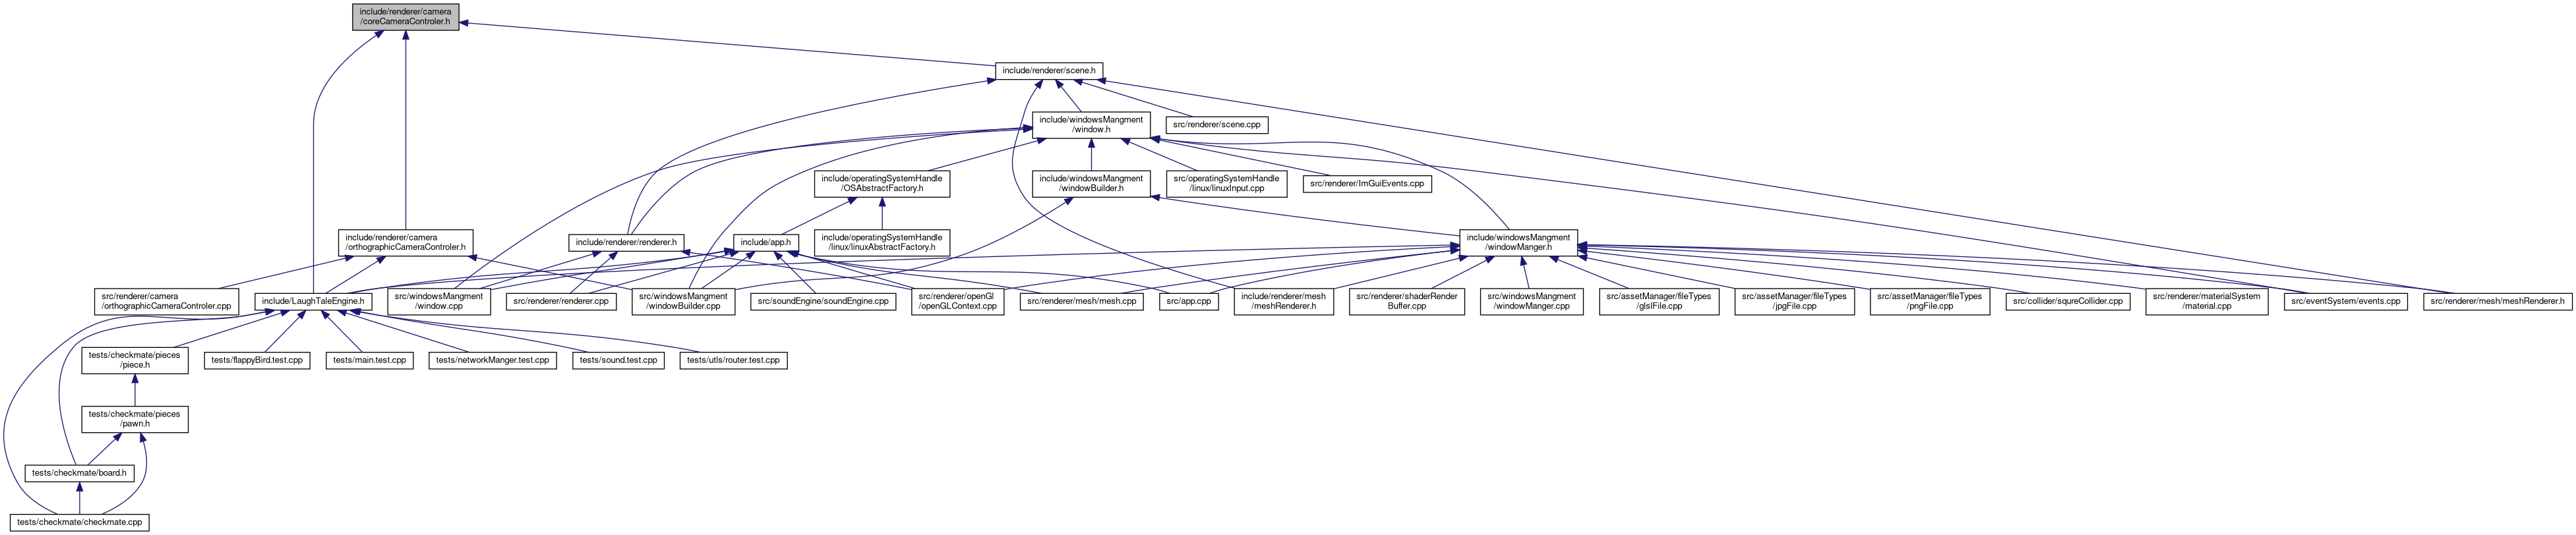 include/renderer/camera
/coreCameraControler.h
include/renderer/scene.h
include/windowsMangment
/window.h
src/renderer/scene.cpp
include/operatingSystemHandle
/OSAbstractFactory.h
include/windowsMangment
/windowBuilder.h
src/operatingSystemHandle
/linux/linuxInput.cpp
src/renderer/ImGuiEvents.cpp
include/renderer/camera
/orthographicCameraControler.h
include/renderer/renderer.h
include/app.h
include/operatingSystemHandle
/linux/linuxAbstractFactory.h
include/windowsMangment
/windowManger.h
src/renderer/camera
/orthographicCameraControler.cpp
include/LaughTaleEngine.h
src/windowsMangment
/window.cpp
src/renderer/renderer.cpp
src/windowsMangment
/windowBuilder.cpp
src/soundEngine/soundEngine.cpp
src/renderer/openGl
/openGLContext.cpp
src/renderer/mesh/mesh.cpp
src/app.cpp
include/renderer/mesh
/meshRenderer.h
src/renderer/shaderRender
Buffer.cpp
src/windowsMangment
/windowManger.cpp
src/assetManager/fileTypes
/glslFile.cpp
src/assetManager/fileTypes
/jpgFile.cpp
src/assetManager/fileTypes
/pngFile.cpp
src/collider/squreCollider.cpp
src/renderer/materialSystem
/material.cpp
src/eventSystem/events.cpp
src/renderer/mesh/meshRenderer.h
tests/checkmate/pieces
/piece.h
tests/flappyBird.test.cpp
tests/main.test.cpp
tests/networkManger.test.cpp
tests/sound.test.cpp
tests/utls/router.test.cpp
tests/checkmate/pieces
/pawn.h
tests/checkmate/board.h
tests/checkmate/checkmate.cpp